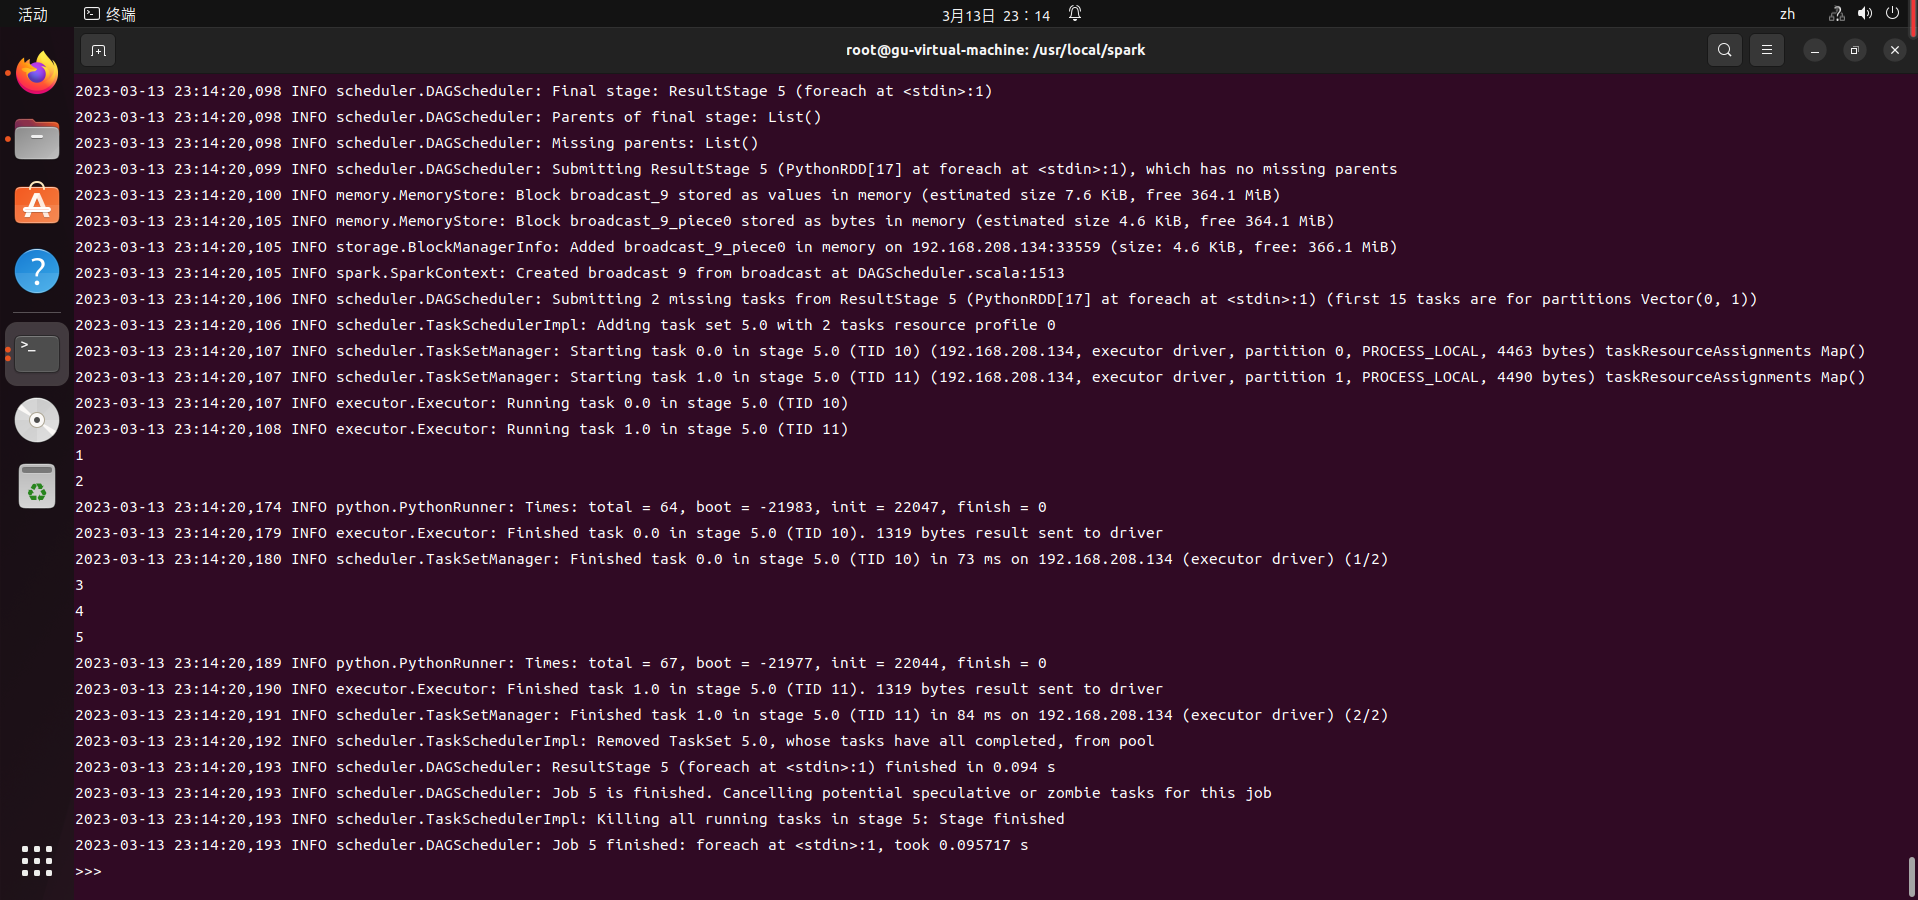 活动 终端 3月13日 23：14 zh
root@gu-virtual-machine: /usr/local/spark
2023-03-13 23:14:20,098 INFO scheduler.DAGScheduler: Final stage: ResultStage 5 (foreach at <stdin>:1)
2023-03-13 23:14:20,098 INFO scheduler.DAGScheduler: Parents of final stage: List()
2023-03-13 23:14:20,098 INFO scheduler.DAGScheduler: Missing parents: List()
2023-03-13 23:14:20,099 INFO scheduler.DAGScheduler: Submitting ResultStage 5 (PythonRDD[17] at foreach at <stdin>:1), which has no missing parents
2023-03-13 23:14:20,100 INFO memory.MemoryStore: Block broadcast_9 stored as values in memory (estimated size 7.6 KiB, free 364.1 MiB)
2023-03-13 23:14:20,105 INFO memory.MemoryStore: Block broadcast_9_piece0 stored as bytes in memory (estimated size 4.6 KiB, free 364.1 MiB)
2023-03-13 23:14:20,105 INFO storage.BlockManagerInfo: Added broadcast_9_piece0 in memory on 192.168.208.134:33559 (size: 4.6 KiB, free: 366.1 MiB)
2023-03-13 23:14:20,105 INFO spark.SparkContext: Created broadcast 9 from broadcast at DAGScheduler.scala:1513
2023-03-13 23:14:20,106 INFO scheduler.DAGScheduler: Submitting 2 missing tasks from ResultStage 5 (PythonRDD[17] at foreach at <stdin>:1) (first 15 tasks are for partitions Vector(0, 1))
2023-03-13 23:14:20,106 INFO scheduler.TaskSchedulerImpl: Adding task set 5.0 with 2 tasks resource profile 0
2023-03-13 23:14:20,107 INFO scheduler.TaskSetManager: Starting task 0.0 in stage 5.0 (TID 10) (192.168.208.134, executor driver, partition 0, PROCESS_LOCAL, 4463 bytes) taskResourceAssignments Map()
2023-03-13 23:14:20,107 INFO scheduler.TaskSetManager: Starting task 1.0 in stage 5.0 (TID 11) (192.168.208.134, executor driver, partition 1, PROCESS_LOCAL, 4490 bytes) taskResourceAssignments Map()
2023-03-13 23:14:20,107 INFO executor.Executor: Running task 0.0 in stage 5.0 (TID 10)
2023-03-13 23:14:20,108 INFO executor.Executor: Running task 1.0 in stage 5.0 (TID 11)
1
2
2023-03-13 23:14:20,174 INFO python.PythonRunner: Times: total = 64, boot = -21983, init = 22047, finish = 0
2023-03-13 23:14:20,179 INFO executor.Executor: Finished task 0.0 in stage 5.0 (TID 10). 1319 bytes result sent to driver
2023-03-13 23:14:20,180 INFO scheduler.TaskSetManager: Finished task 0.0 in stage 5.0 (TID 10) in 73 ms on 192.168.208.134 (executor driver) (1/2)
3
4
5
2023-03-13 23:14:20,189 INFO python.PythonRunner: Times: total = 67, boot = -21977, init = 22044, finish = 0
2023-03-13 23:14:20,190 INFO executor.Executor: Finished task 1.0 in stage 5.0 (TID 11). 1319 bytes result sent to driver
2023-03-13 23:14:20,191 INFO scheduler.TaskSetManager: Finished task 1.0 in stage 5.0 (TID 11) in 84 ms on 192.168.208.134 (executor driver) (2/2)
2023-03-13 23:14:20,192 INFO scheduler.TaskSchedulerImpl: Removed TaskSet 5.0, whose tasks have all completed, from pool
2023-03-13 23:14:20,193 INFO scheduler.DAGScheduler: ResultStage 5 (foreach at <stdin>:1) finished in 0.094 s
2023-03-13 23:14:20,193 INFO scheduler.DAGScheduler: Job 5 is finished. Cancelling potential speculative or zombie tasks for this job
2023-03-13 23:14:20,193 INFO scheduler.TaskSchedulerImpl: Killing all running tasks in stage 5: Stage finished
2023-03-13 23:14:20,193 INFO scheduler.DAGScheduler: Job 5 finished: foreach at <stdin>:1, took 0.095717 s
>>>